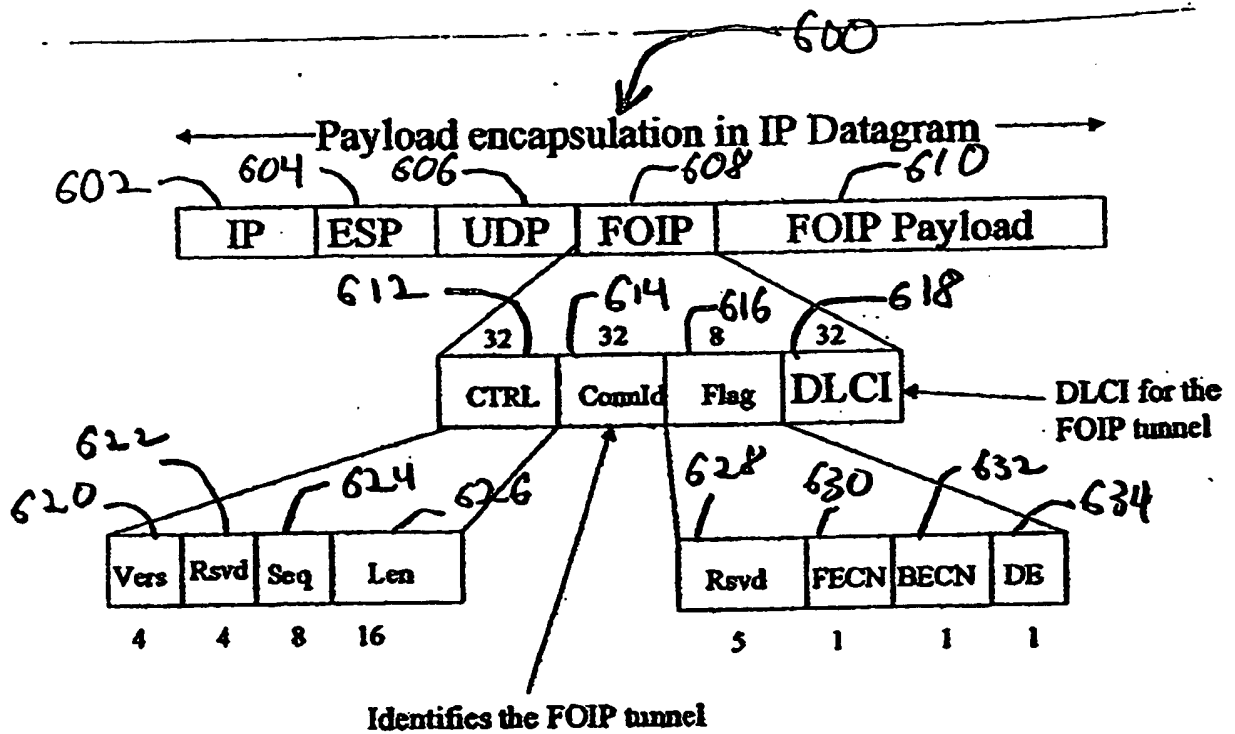 600
Payload encapsulation in IP Datagram
602 604 606 608 610
IP ESP UDP FOIP FOIP Payload
612 614 616 618
32 32 8 32
CTRL ConnId Flag DLCI
DLCI for the
FOIP tunnel
620 622 624 626 628 630 632 634
Vers Rsvd Seq Len Rsvd FECN BECN DE
4 4 8 16 5 1 1 1
Identifies the FOIP tunnel